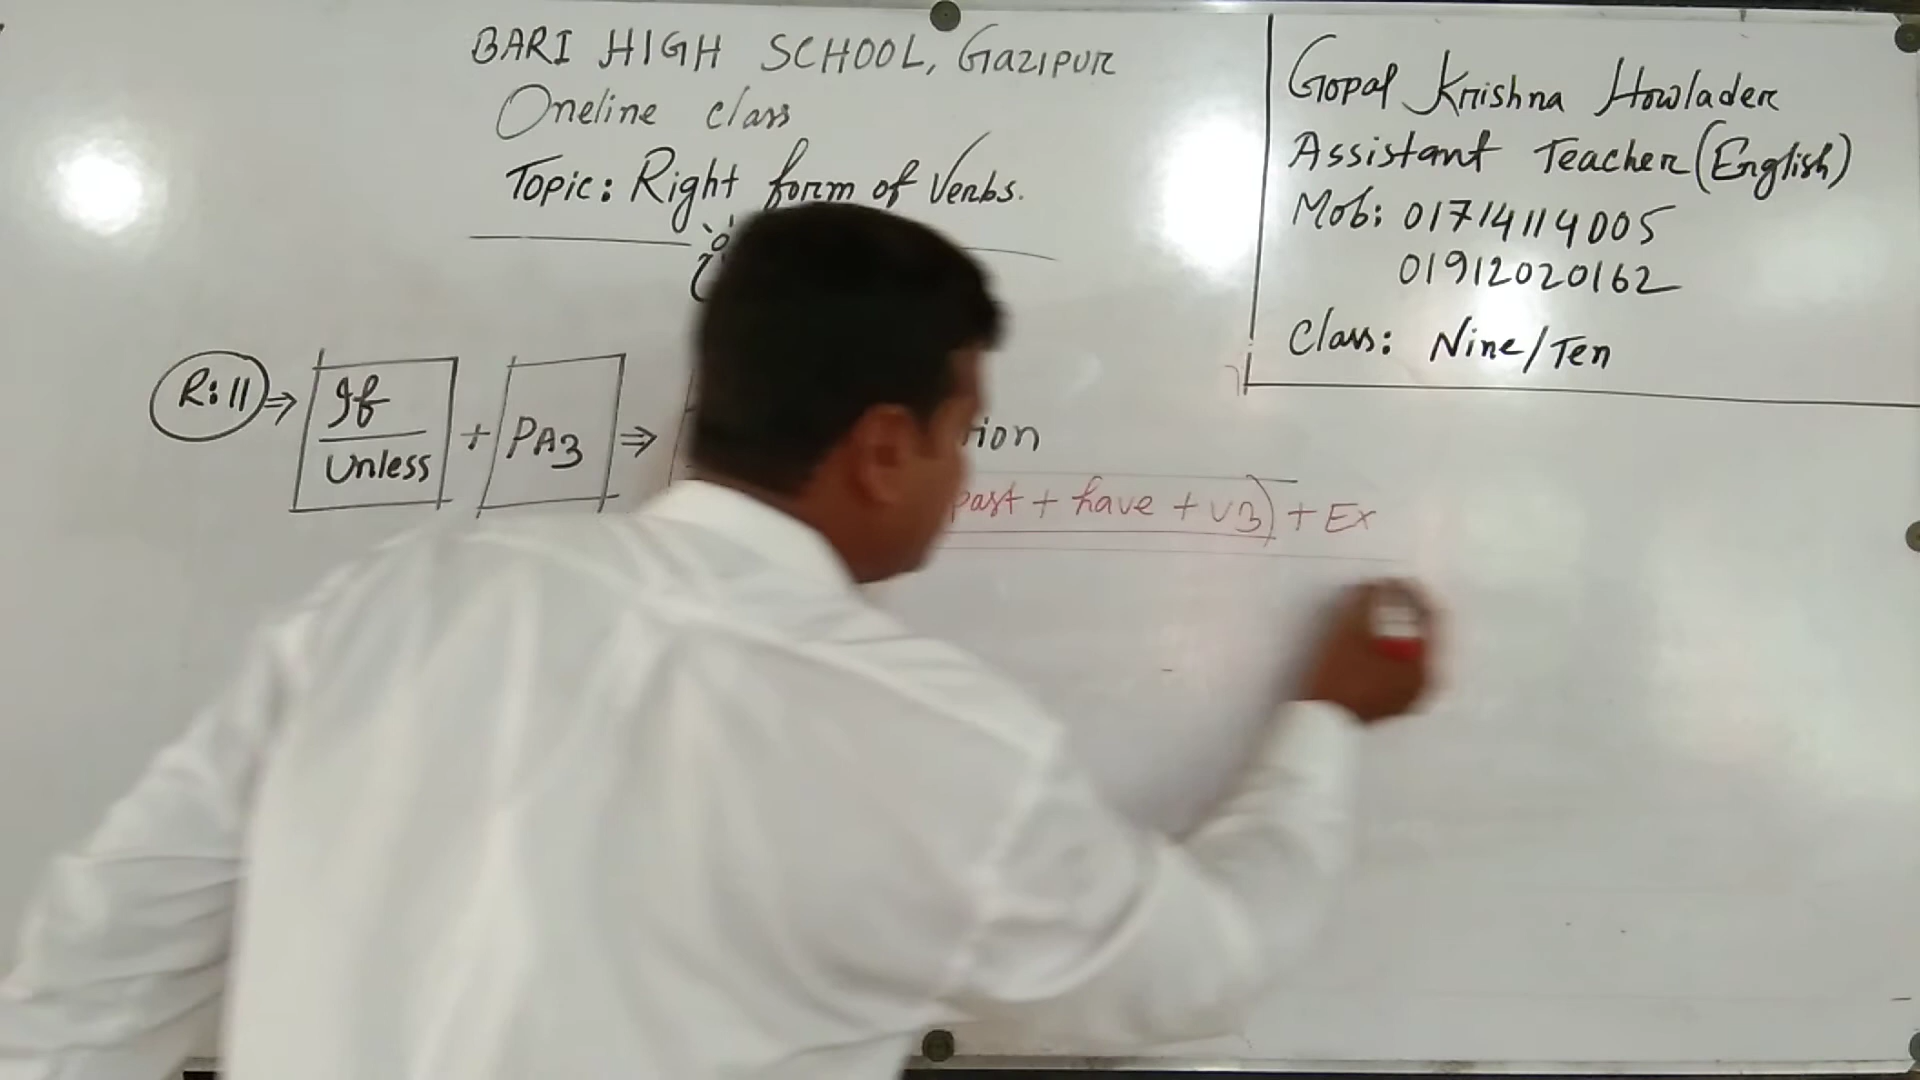 BARI HIGH SCHOOL, GAZIPUR
Oneline class
Topic: Right form of Verbs.
Gopal Krishna Howlader
Assistant Teacher (English)
Mob: 01714114005
01912020162
Class: Nine/Ten
R:11 ⇒ If
Unless
+ PA3 ⇒
past + have + V3) + Ex